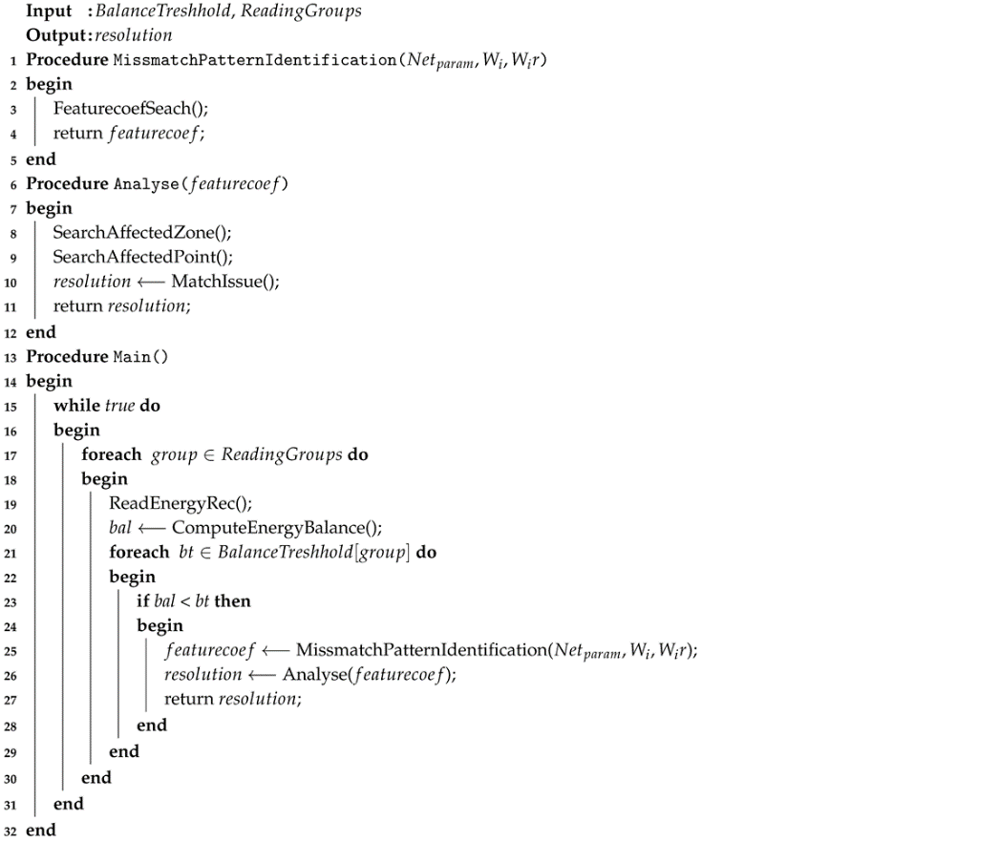 Input :BalanceTreshhold, ReadingGroups
Output:resolution
1 Procedure MissmatchPatternIdentification(Net_param, W_i, W_ir)
2 begin
3 FeaturecoefSeach();
4 return featurecoef;
5 end
6 Procedure Analyse(featurecoef)
7 begin
8 SearchAffectedZone();
9 SearchAffectedPoint();
10 resolution ⟵ MatchIssue();
11 return resolution;
12 end
13 Procedure Main()
14 begin
15 while true do
16 begin
17 foreach group ∈ ReadingGroups do
18 begin
19 ReadEnergyRec();
20 bal ⟵ ComputeEnergyBalance();
21 foreach bt ∈ BalanceTreshhold[group] do
22 begin
23 if bal < bt then
24 begin
25 featurecoef ⟵ MissmatchPatternIdentification(Net_param, W_i, W_ir);
26 resolution ⟵ Analyse(featurecoef);
27 return resolution;
28 end
29 end
30 end
31 end
32 end